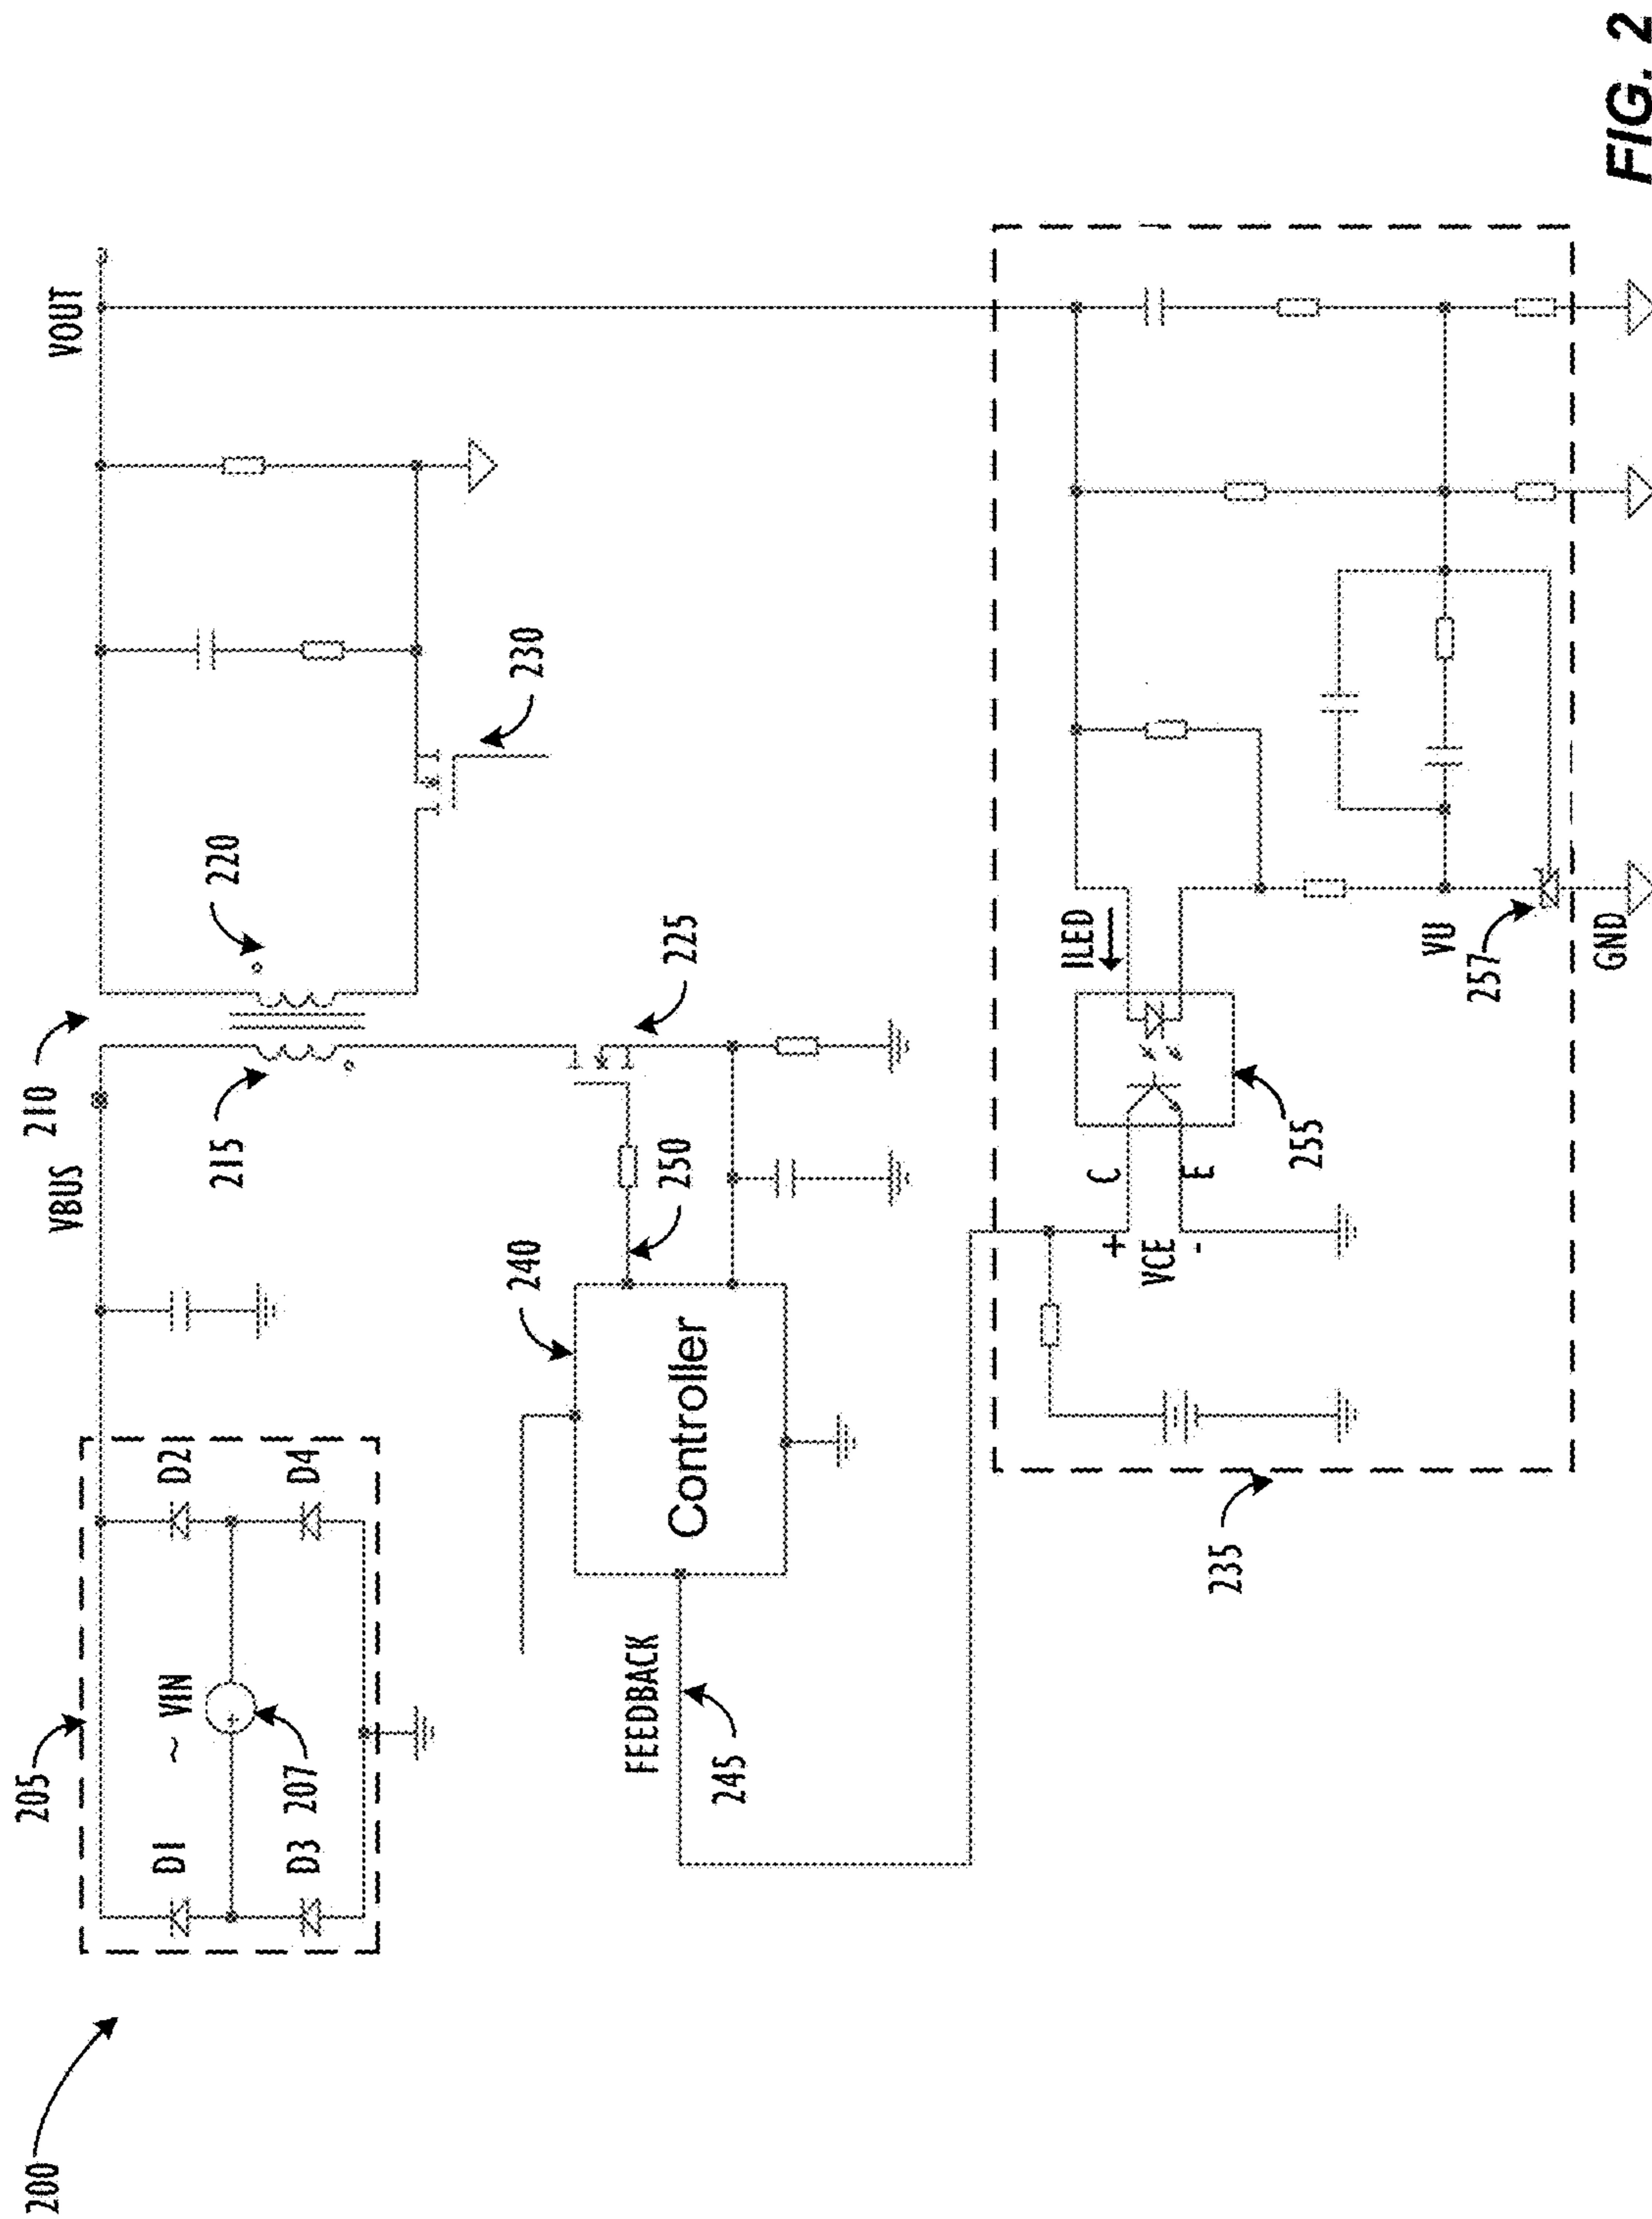 200
205
210
VBUS
VOUT
D1
~ VIN
D2
215
220
207
D3
D4
230
240
250
225
FEEDBACK
Controller
245
ILED
C
+
VCE
E
-
235
255
VU
257
GND
FIG. 2